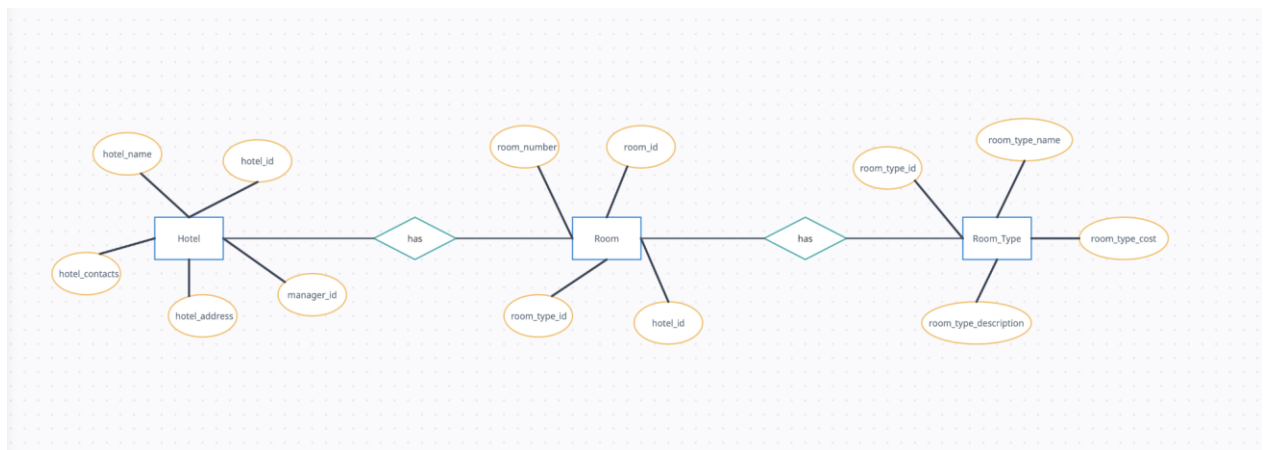 room_type_name
room_number
room_id
hotel_name
hotel_id
room_type_id
Hotel
has
Room
has
Room_Type
room_type_cost
hotel_contacts
manager_id
hotel_address
room_type_id
hotel_id
room_type_description